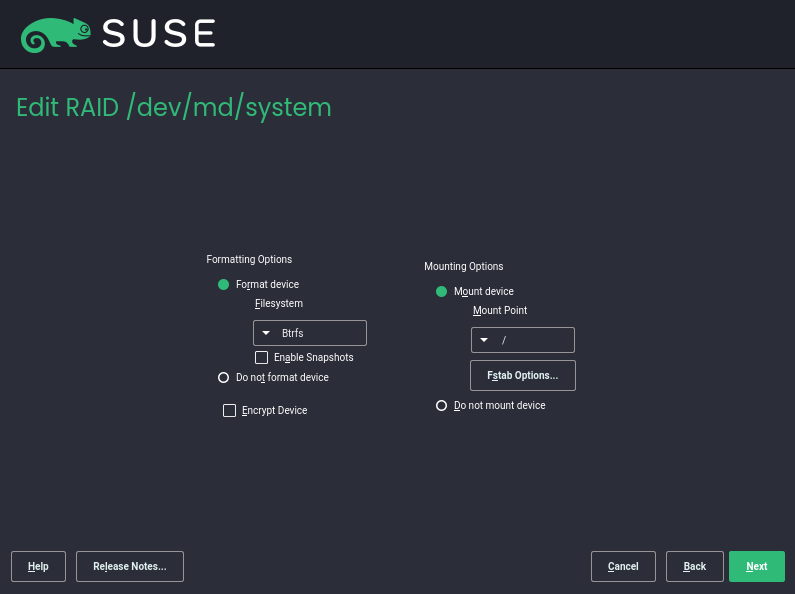 SUSE
Edit RAID /dev/md/system
Formatting Options
Format device
Filesystem
Btrfs
Enable Snapshots
Do not format device
Encrypt Device
Mounting Options
Mount device
Mount Point
/
Fstab Options...
Do not mount device
Help
Release Notes...
Cancel
Back
Next